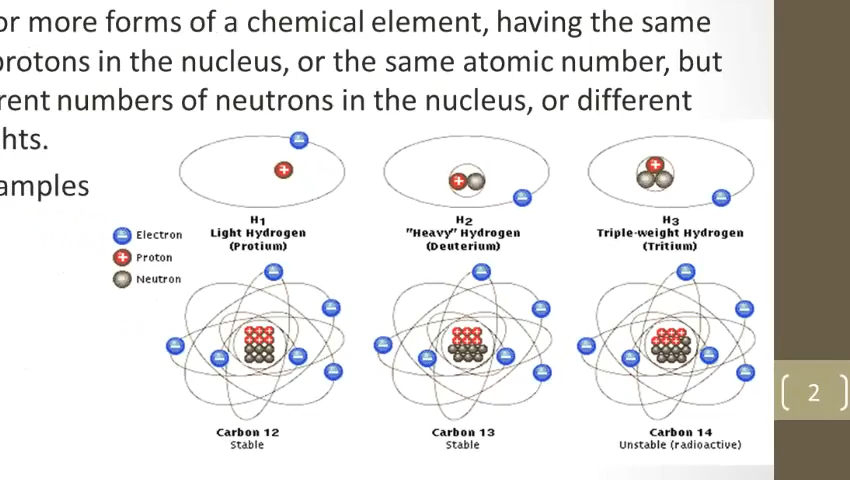 or more forms of a chemical element, having the same
protons in the nucleus, or the same atomic number, but
rent numbers of neutrons in the nucleus, or different
hts.
amples
H1
Light Hydrogen
(Protium)
H2
"Heavy" Hydrogen
(Deuterium)
H3
Triple-weight Hydrogen
(Tritium)
Electron
Proton
Neutron
Carbon 12
Stable
Carbon 13
Stable
Carbon 14
Unstable (radioactive)
2